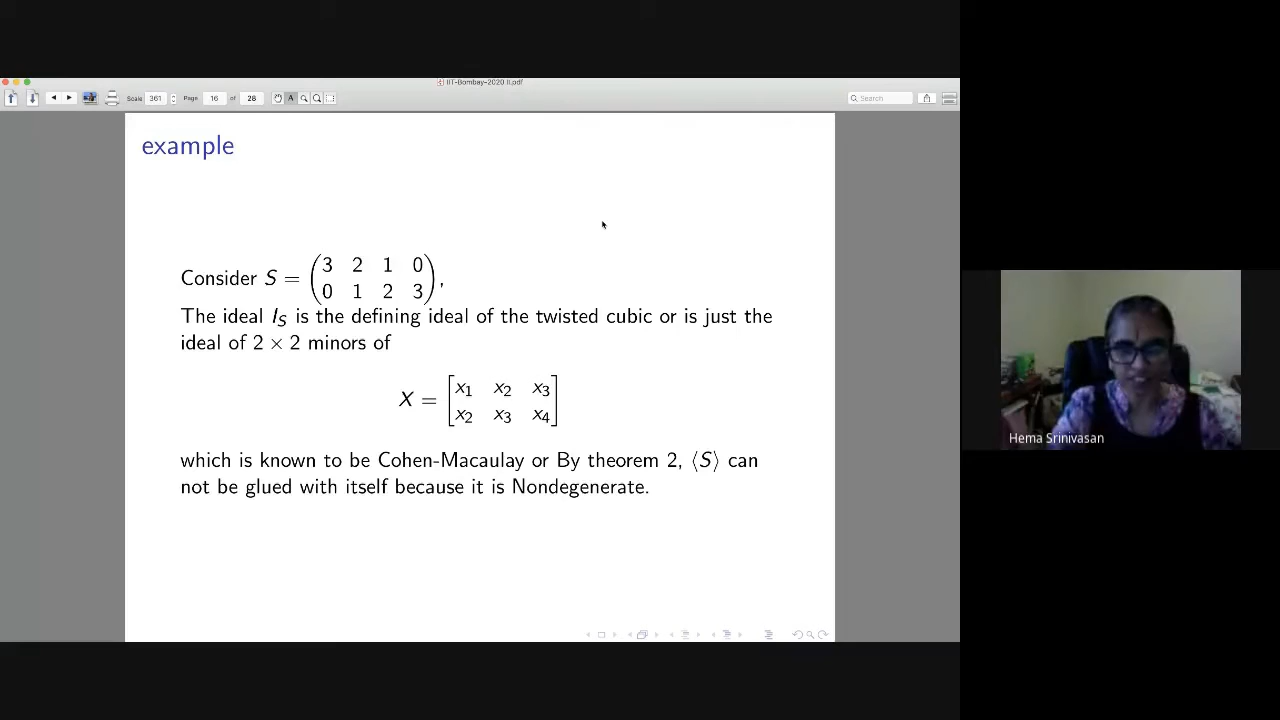 IIT-Bombay-2020 II.pdf
Scale 361 Page 16 of 28 A Search
example
Consider S = (3 2 1 0
0 1 2 3),
The ideal I_S is the defining ideal of the twisted cubic or is just the
ideal of 2 × 2 minors of
X = [x₁ x₂ x₃
x₂ x₃ x₄]
which is known to be Cohen-Macaulay or By theorem 2, ⟨S⟩ can
not be glued with itself because it is Nondegenerate.
Hema Srinivasan